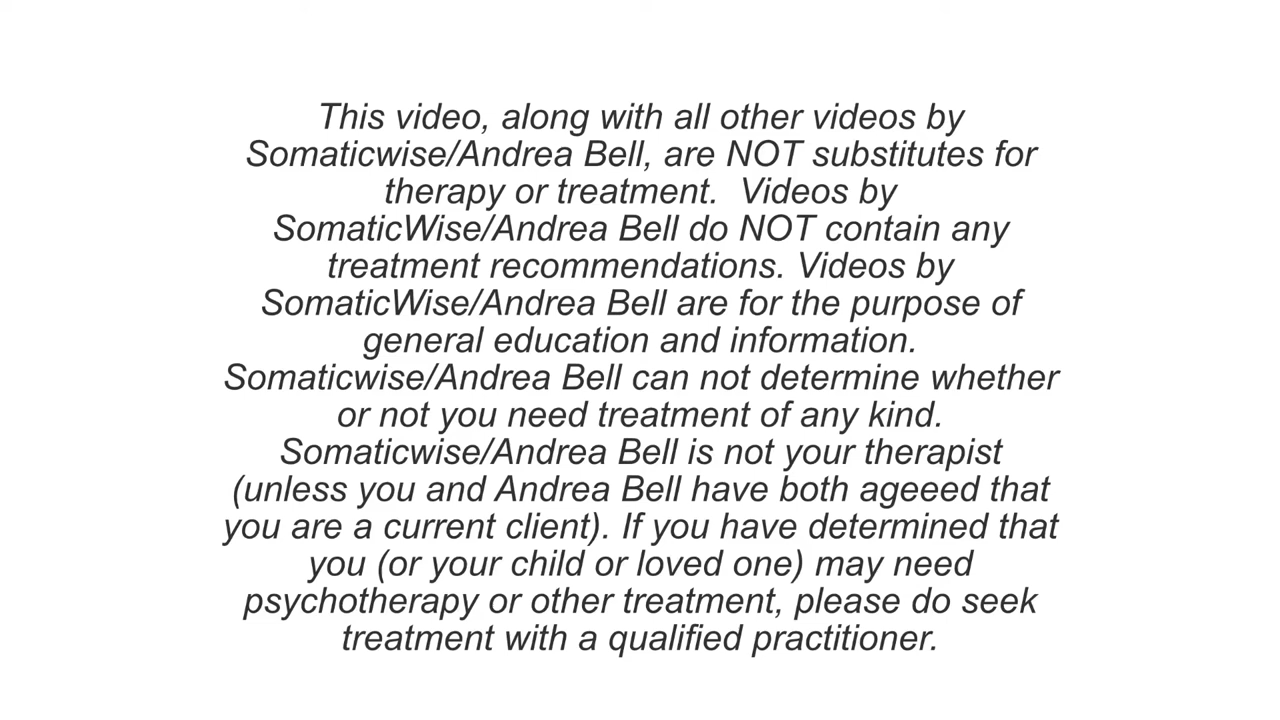 This video, along with all other videos by
Somaticwise/Andrea Bell, are NOT substitutes for
therapy or treatment.  Videos by
SomaticWise/Andrea Bell do NOT contain any
treatment recommendations. Videos by
SomaticWise/Andrea Bell are for the purpose of
general education and information.
Somaticwise/Andrea Bell can not determine whether
or not you need treatment of any kind.
Somaticwise/Andrea Bell is not your therapist
(unless you and Andrea Bell have both ageeed that
you are a current client). If you have determined that
you (or your child or loved one) may need
psychotherapy or other treatment, please do seek
treatment with a qualified practitioner.